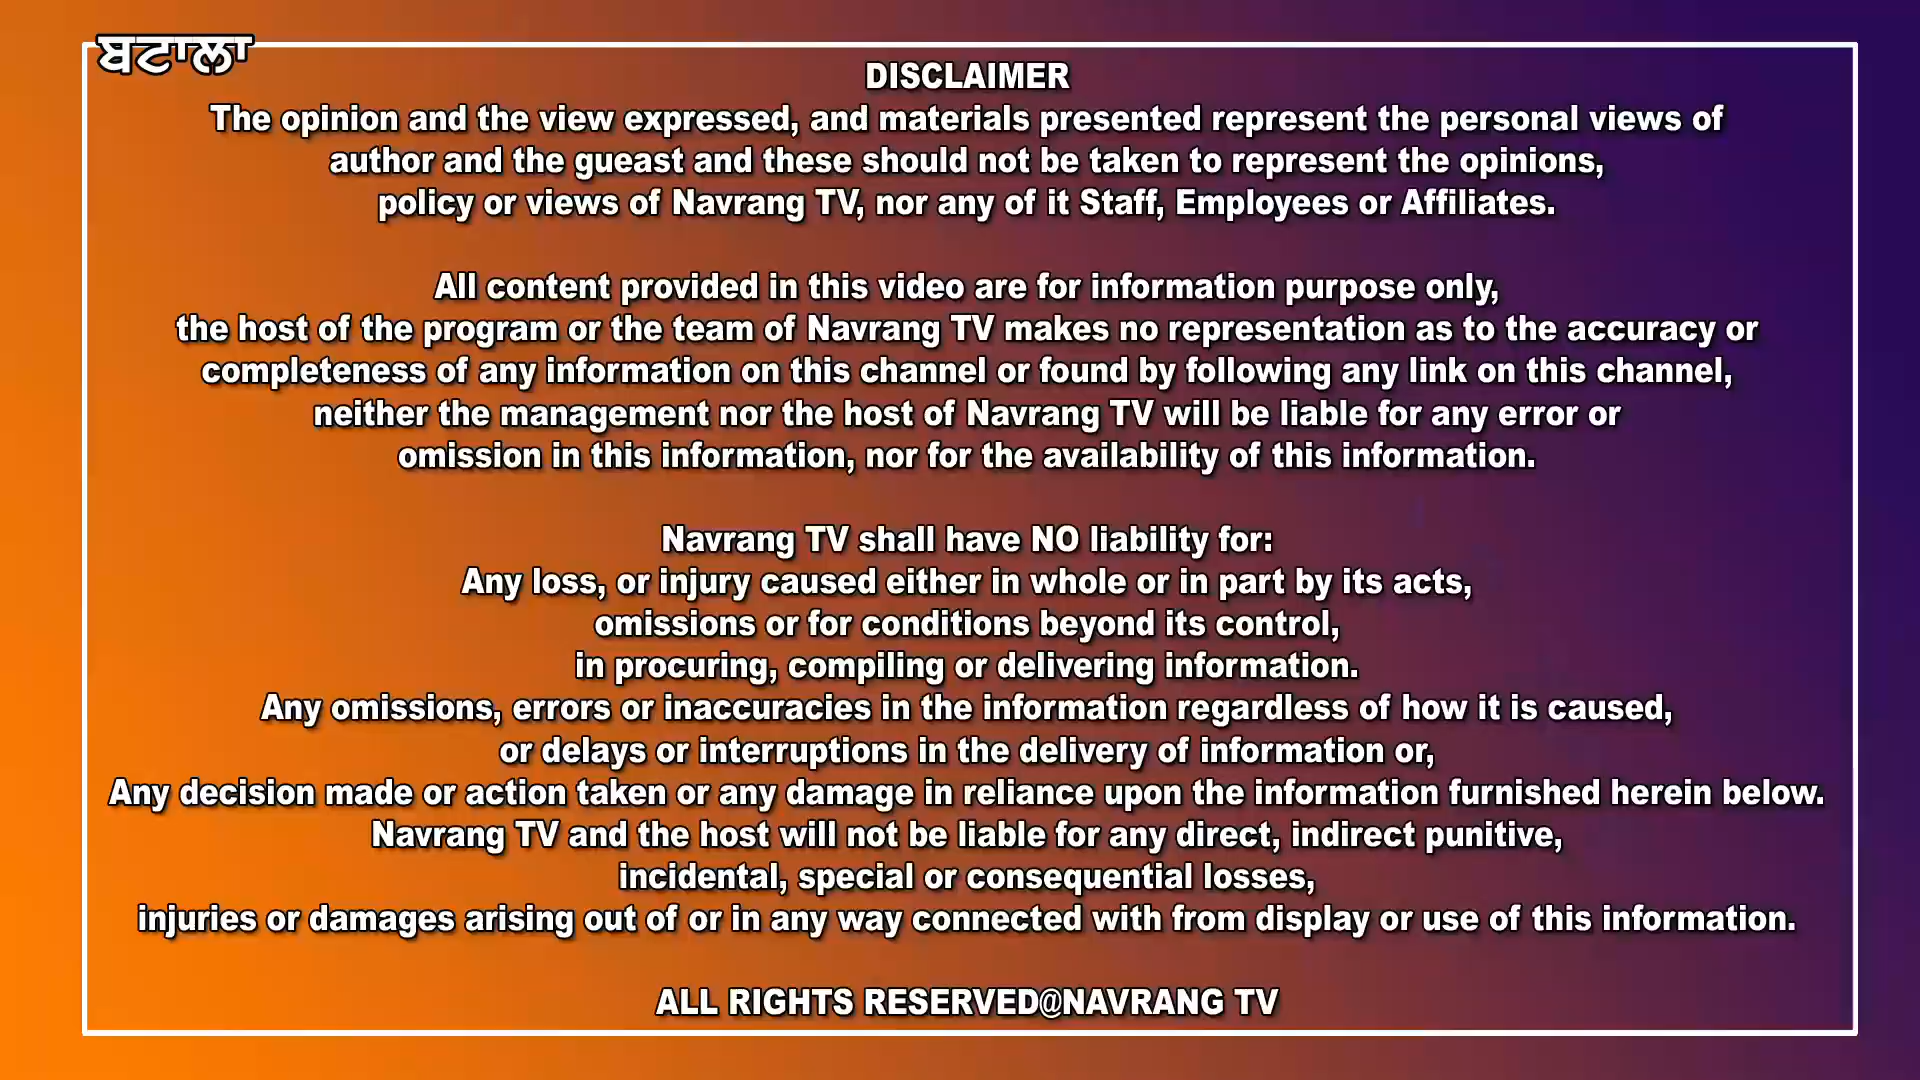 ਬਟਾਲਾ
DISCLAIMER
The opinion and the view expressed, and materials presented represent the personal views of
author and the gueast and these should not be taken to represent the opinions,
policy or views of Navrang TV, nor any of it Staff, Employees or Affiliates.
All content provided in this video are for information purpose only,
the host of the program or the team of Navrang TV makes no representation as to the accuracy or
completeness of any information on this channel or found by following any link on this channel,
neither the management nor the host of Navrang TV will be liable for any error or
omission in this information, nor for the availability of this information.
Navrang TV shall have NO liability for:
Any loss, or injury caused either in whole or in part by its acts,
omissions or for conditions beyond its control,
in procuring, compiling or delivering information.
Any omissions, errors or inaccuracies in the information regardless of how it is caused,
or delays or interruptions in the delivery of information or,
Any decision made or action taken or any damage in reliance upon the information furnished herein below.
Navrang TV and the host will not be liable for any direct, indirect punitive,
incidental, special or consequential losses,
injuries or damages arising out of or in any way connected with from display or use of this information.
ALL RIGHTS RESERVED@NAVRANG TV